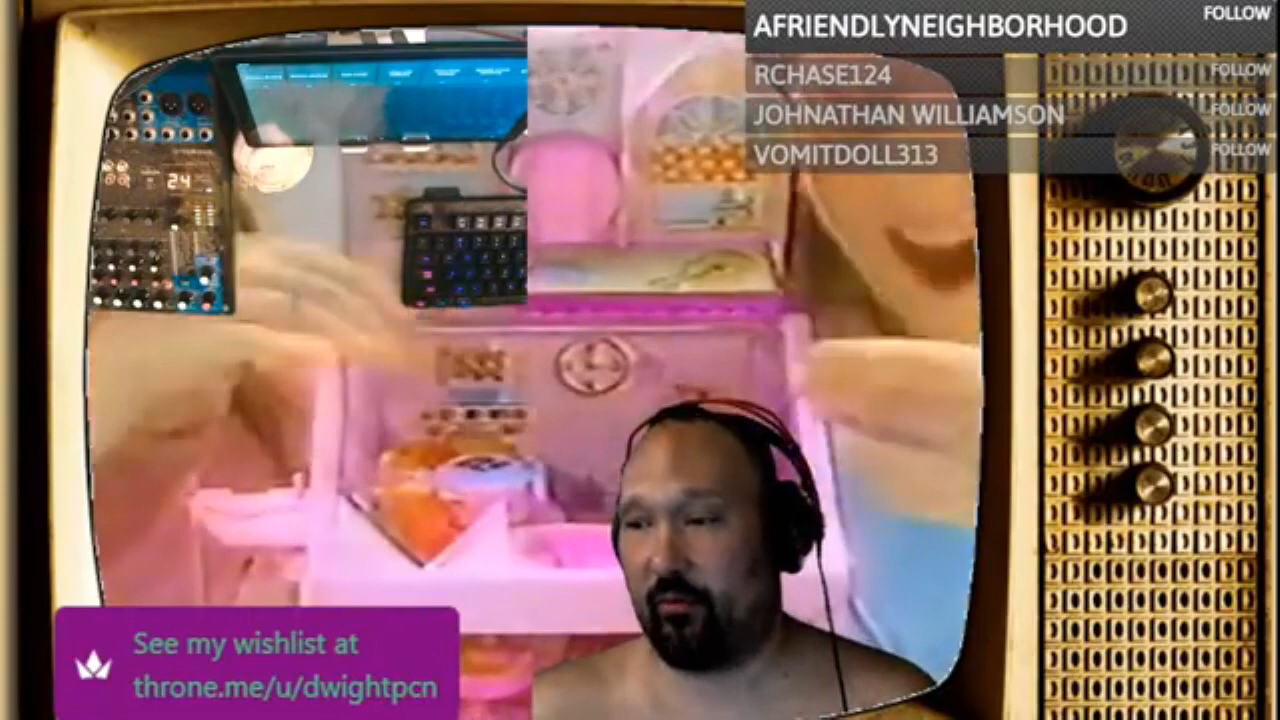 FOLLOW
AFRIENDLYNEIGHBORHOOD
RCHASE124 FOLLOW
JOHNATHAN WILLIAMSON FOLLOW
VOMITDOLL313 FOLLOW
24
See my wishlist at
throne.me/u/dwightpcn